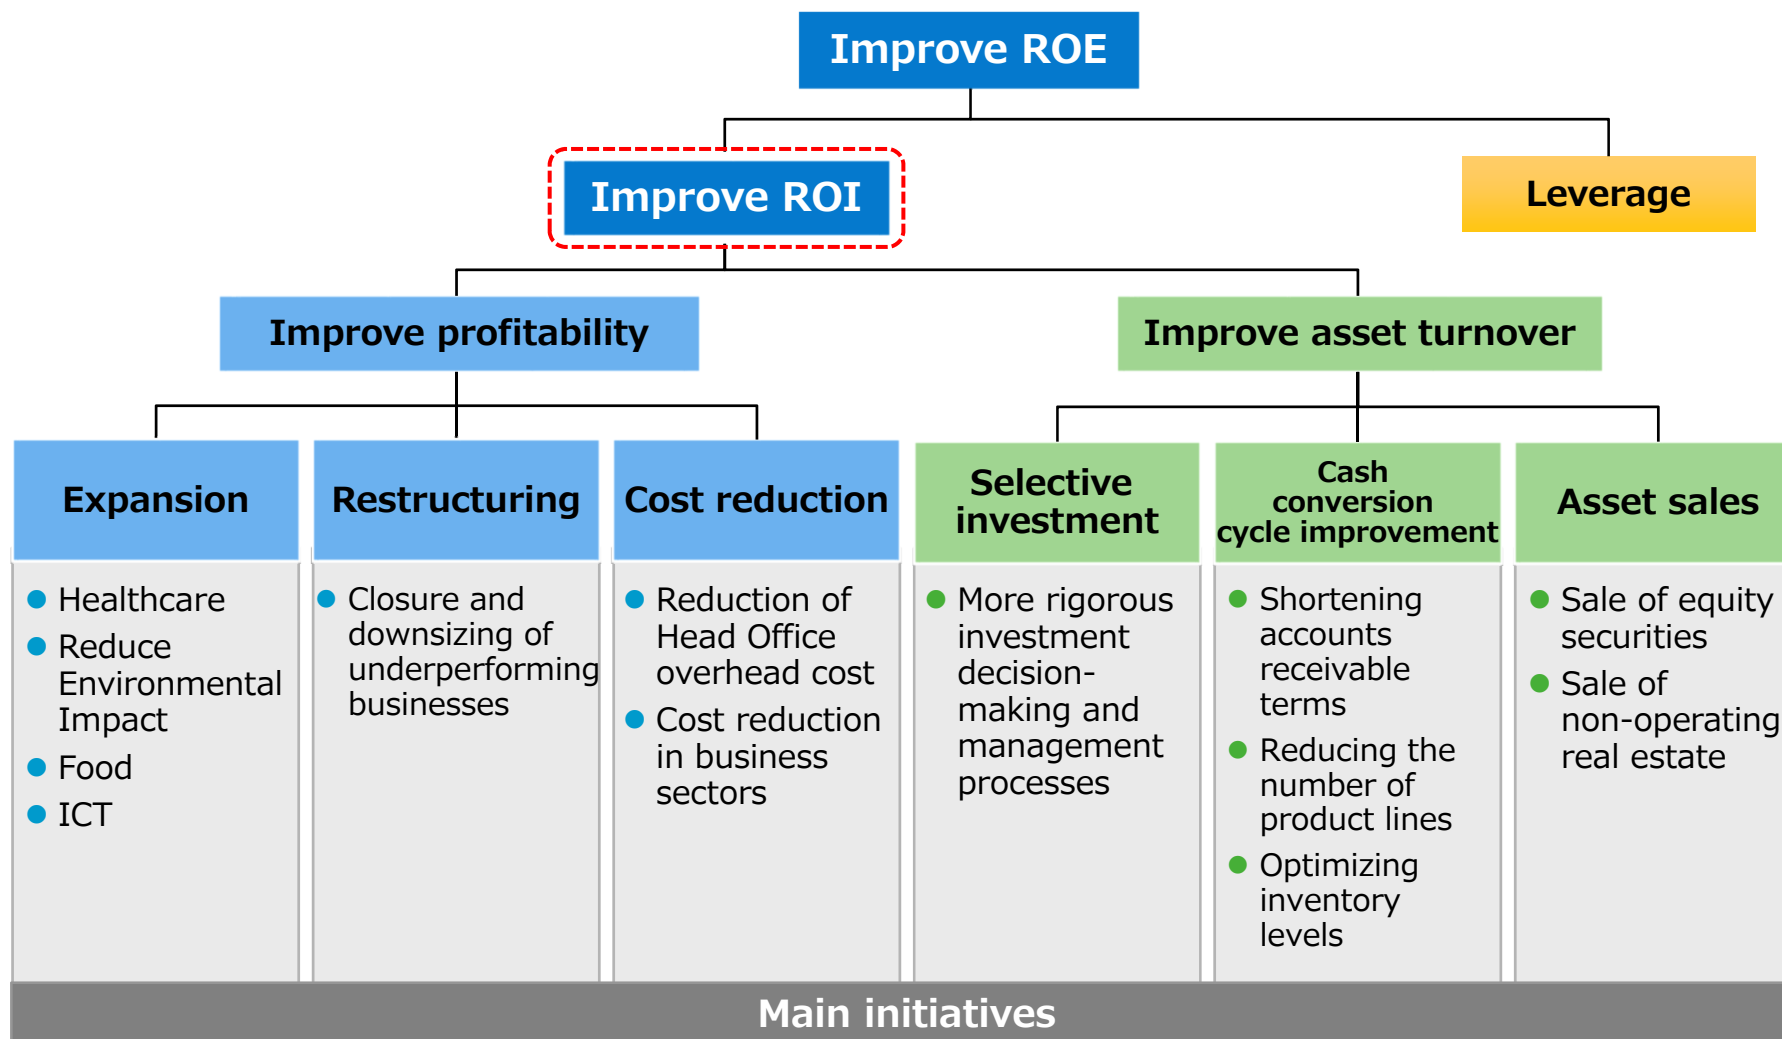 Improve ROE
Improve ROI
Leverage
Improve profitability
Improve asset turnover
Expansion
Restructuring
Cost reduction
Selective
investment
Cash
conversion
cycle improvement
Asset sales
Healthcare
Reduce
Environmental
Impact
Food
ICT
Closure and
downsizing of
underperforming
businesses
Reduction of
Head Office
overhead cost
Cost reduction
in business
sectors
More rigorous
investment
decision-
making and
management
processes
Shortening
accounts
receivable
terms
Reducing the
number of
product lines
Optimizing
inventory
levels
Sale of equity
securities
Sale of
non-operating
real estate
Main initiatives